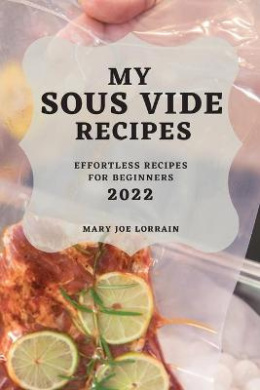 MY
SOUS VIDE
RECIPES
EFFORTLESS RECIPES
FOR BEGINNERS
2022
MARY JOE LORRAIN